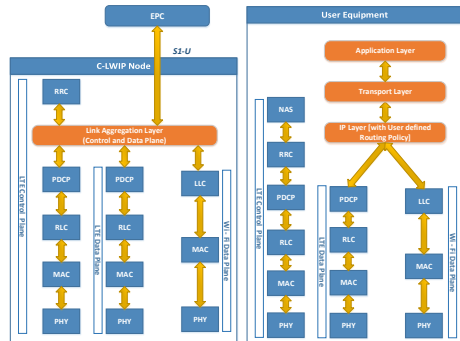 EPC
S1-U
C-LWIP Node
LTE Control Plane
RRC
Link Aggregation Layer
(Control and Data Plane)
PDCP
RLC
MAC
PHY
LTE Data Plane
PDCP
RLC
MAC
PHY
LLC
MAC
PHY
Wi- Fi Data Plane
User Equipment
Application Layer
Transport Layer
IP Layer [with User defined
Routing Policy]
LTE Control Plane
NAS
RRC
PDCP
RLC
MAC
PHY
LTE Data Plane
PDCP
RLC
MAC
PHY
LLC
MAC
PHY
Wi- Fi Data Plane